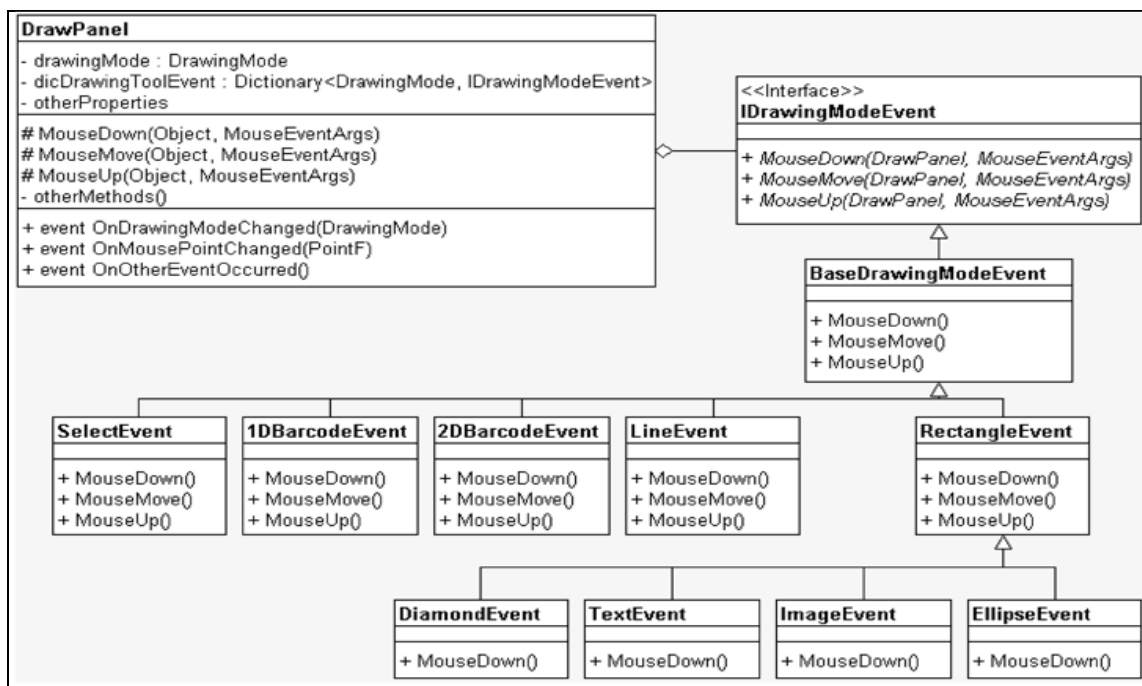 DrawPanel
- drawingMode : DrawingMode
- dicDrawingToolEvent : Dictionary<DrawingMode, IDrawingModeEvent>
- otherProperties
# MouseDown(Object, MouseEventArgs)
# MouseMove(Object, MouseEventArgs)
# MouseUp(Object, MouseEventArgs)
- otherMethods()
+ event OnDrawingModeChanged(DrawingMode)
+ event OnMousePointChanged(PointF)
+ event OnOtherEventOccurred()
<<Interface>>
IDrawingModeEvent
+ MouseDown(DrawPanel, MouseEventArgs)
+ MouseMove(DrawPanel, MouseEventArgs)
+ MouseUp(DrawPanel, MouseEventArgs)
BaseDrawingModeEvent
+ MouseDown()
+ MouseMove()
+ MouseUp()
SelectEvent
+ MouseDown()
+ MouseMove()
+ MouseUp()
1DBarcodeEvent
+ MouseDown()
+ MouseMove()
+ MouseUp()
2DBarcodeEvent
+ MouseDown()
+ MouseMove()
+ MouseUp()
LineEvent
+ MouseDown()
+ MouseMove()
+ MouseUp()
RectangleEvent
+ MouseDown()
+ MouseMove()
+ MouseUp()
DiamondEvent
+ MouseDown()
TextEvent
+ MouseDown()
ImageEvent
+ MouseDown()
EllipseEvent
+ MouseDown()